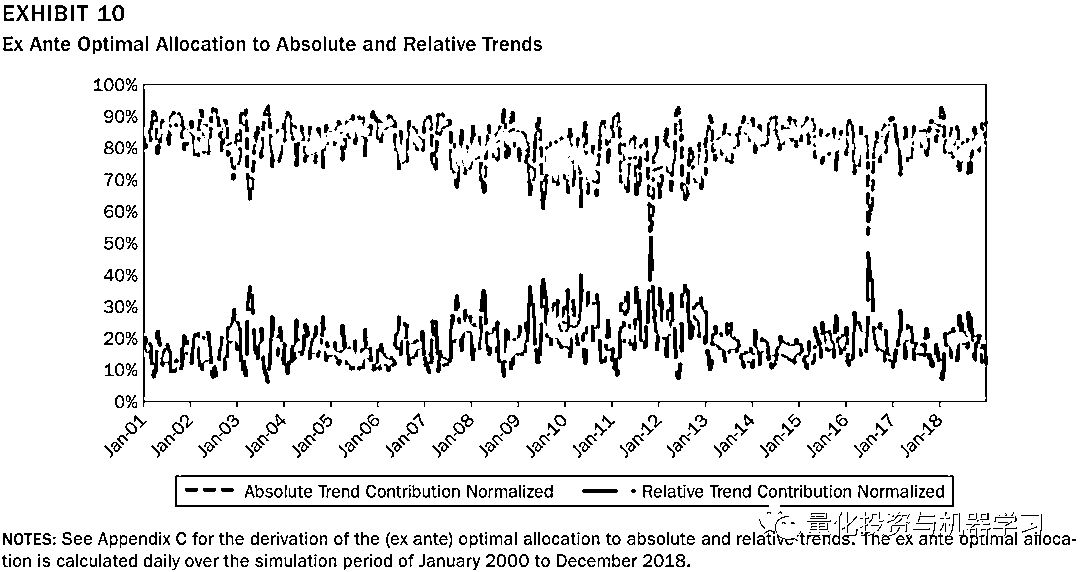 EXHIBIT 10
Ex Ante Optimal Allocation to Absolute and Relative Trends
100%
90%
80%
70%
60%
50%
40%
30%
20%
10%
0%
Jan-01
Jan-02
Jan-03
Jan-04
Jan-05
Jan-06
Jan-07
Jan-08
Jan-09
Jan-10
Jan-11
Jan-12
Jan-13
Jan-14
Jan-15
Jan-16
Jan-17
Jan-18
Absolute Trend Contribution Normalized
Relative Trend Contribution Normalized
量化投资与机器学习
NOTES: See Appendix C for the derivation of the (ex ante) optimal allocation to absolute and relative trends. The ex ante optimal alloca-
tion is calculated daily over the simulation period of January 2000 to December 2018.